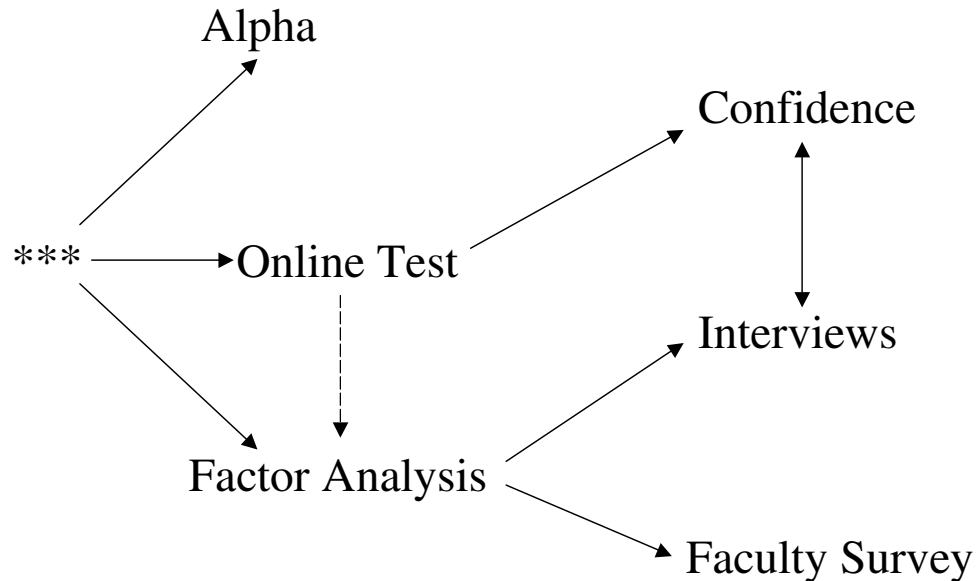 Alpha
Confidence
***
Online Test
Interviews
Factor Analysis
Faculty Survey